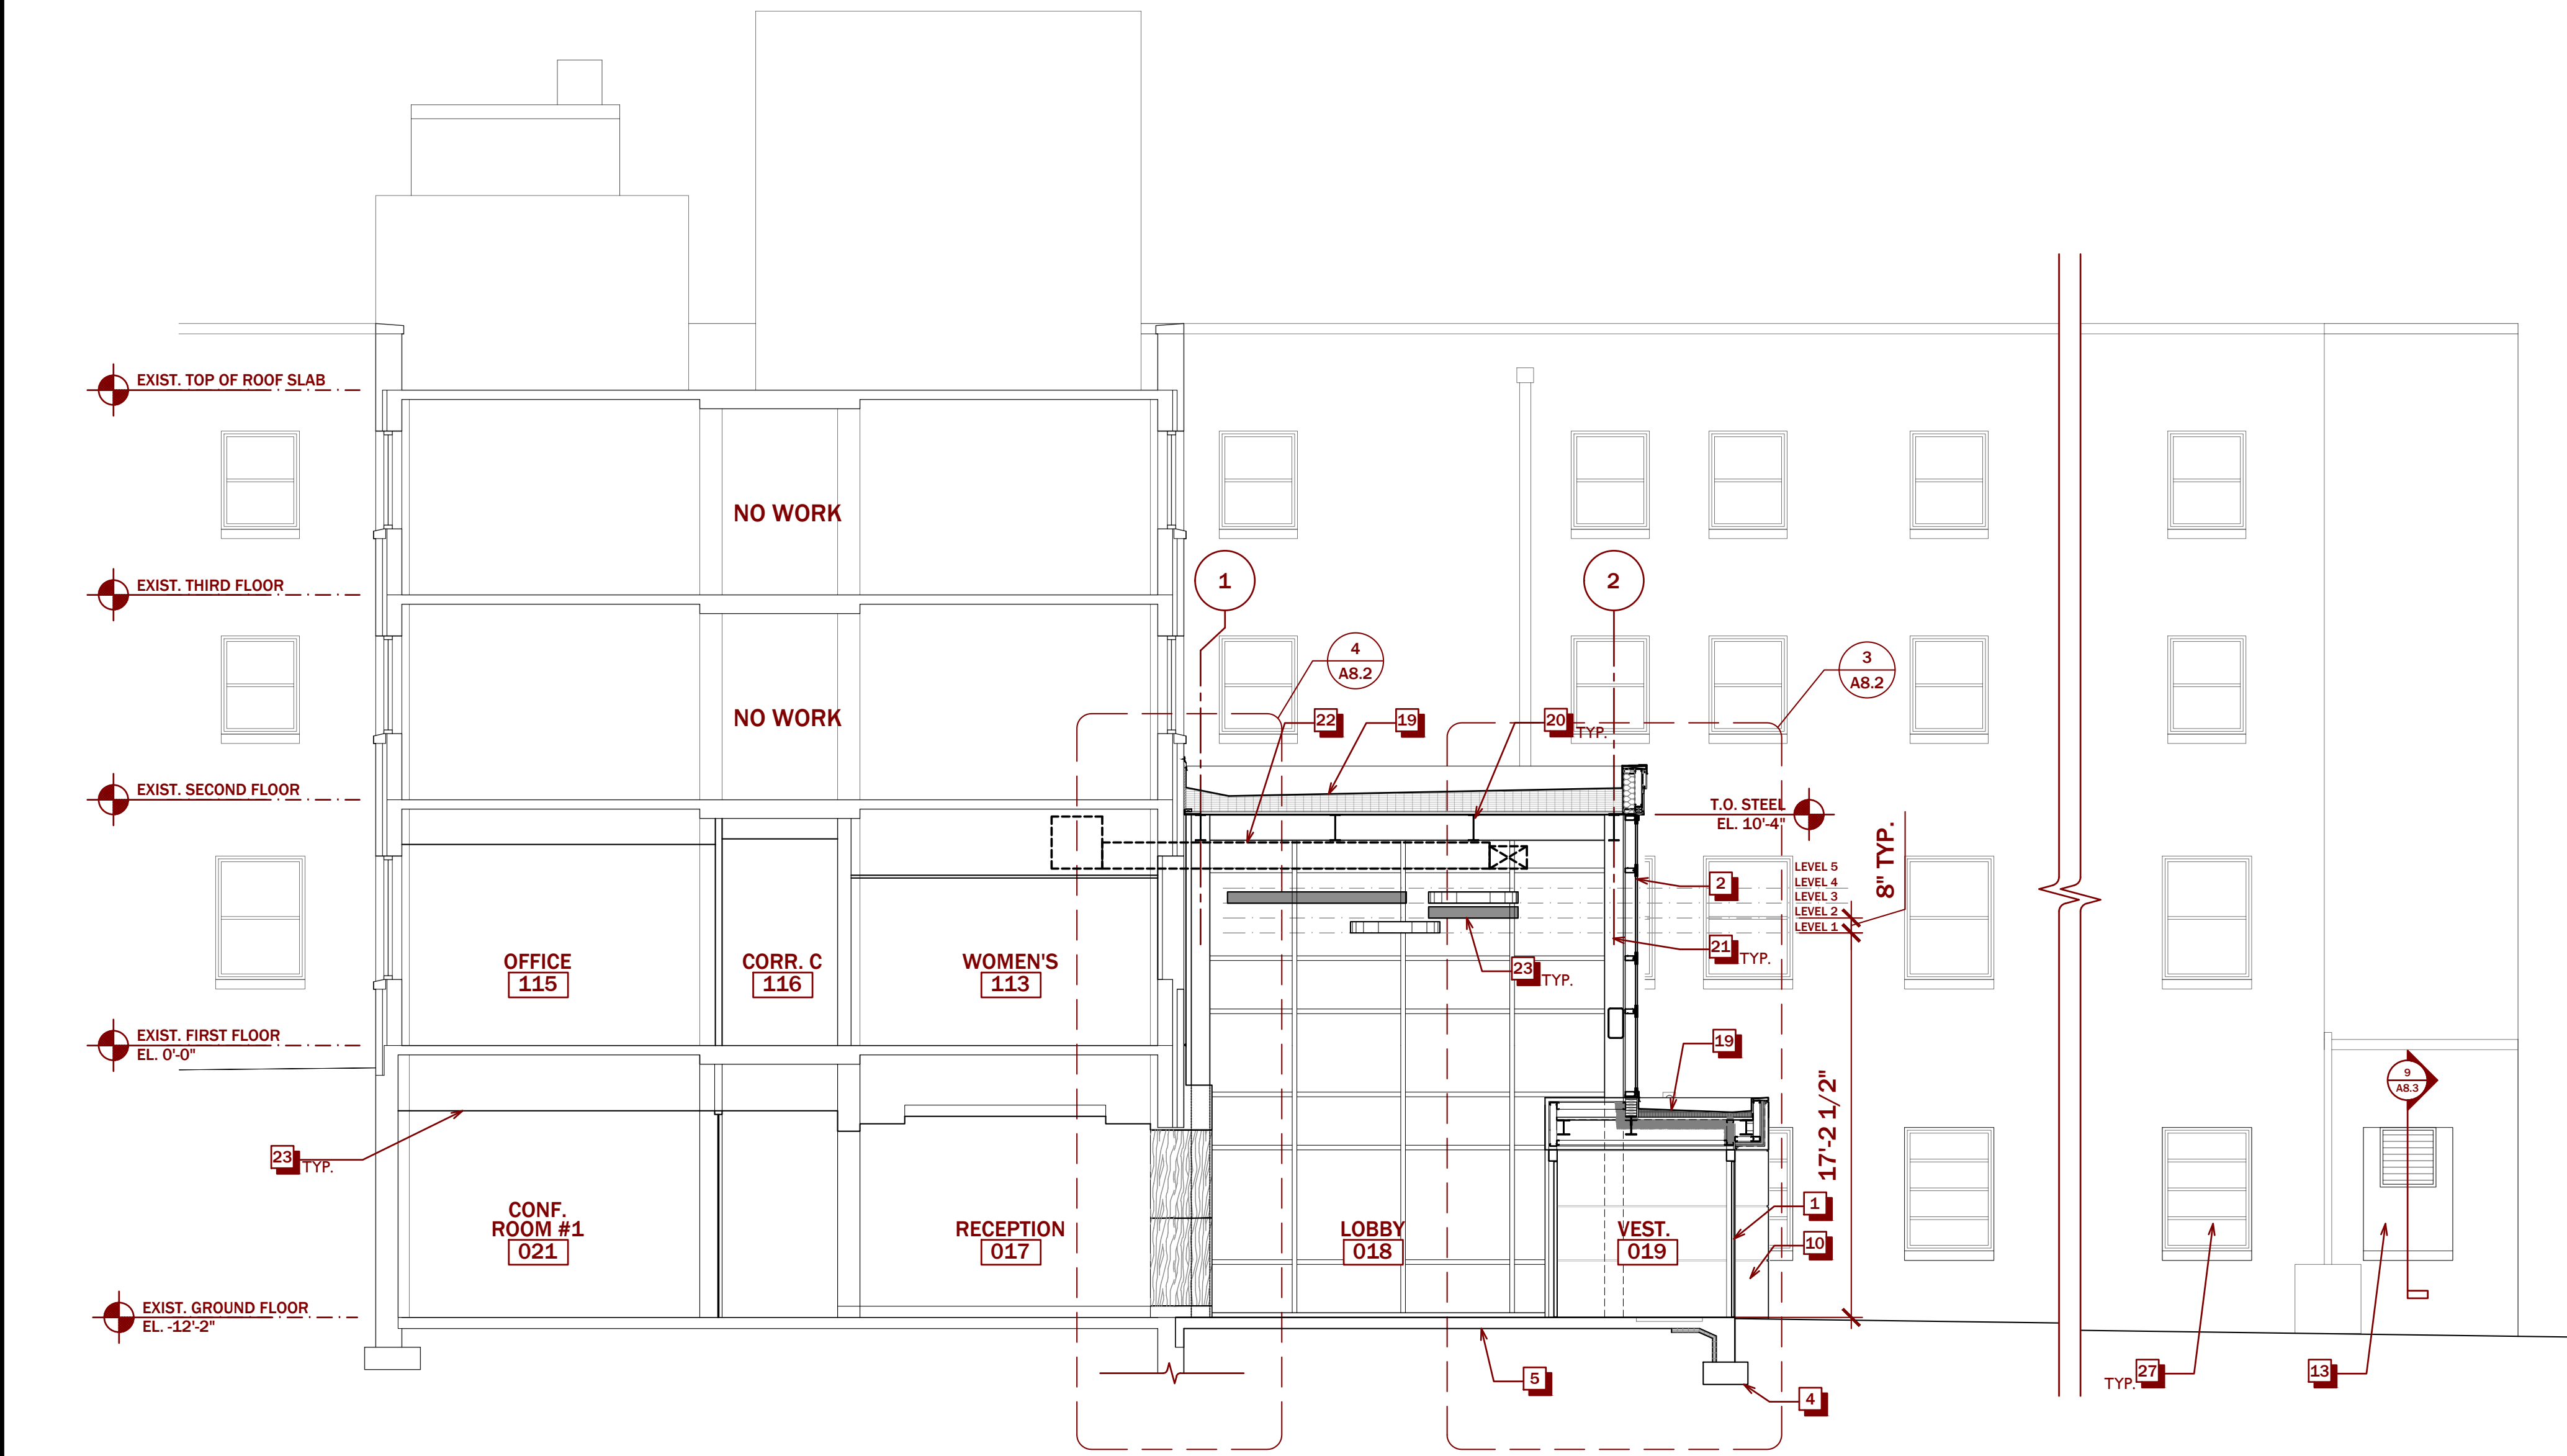 EXIST. TOP OF ROOF SLAB
NO WORK
EXIST. THIRD FLOOR
1
2
4
A8.2
3
A8.2
NO WORK
22
19
20
TYP.
EXIST. SECOND FLOOR
T.O. STEEL
EL. 10'-4"
8" TYP.
LEVEL 5
LEVEL 4
LEVEL 3
LEVEL 2
LEVEL 1
2
21
TYP.
23
TYP.
OFFICE
115
CORR. C
116
WOMEN'S
113
EXIST. FIRST FLOOR
EL. 0'-0"
19
9
A8.3
17'-2 1/2"
23
TYP.
CONF.
ROOM #1
021
RECEPTION
017
LOBBY
018
VEST.
019
1
10
EXIST. GROUND FLOOR
EL. -12'-2"
5
4
TYP.
27
13